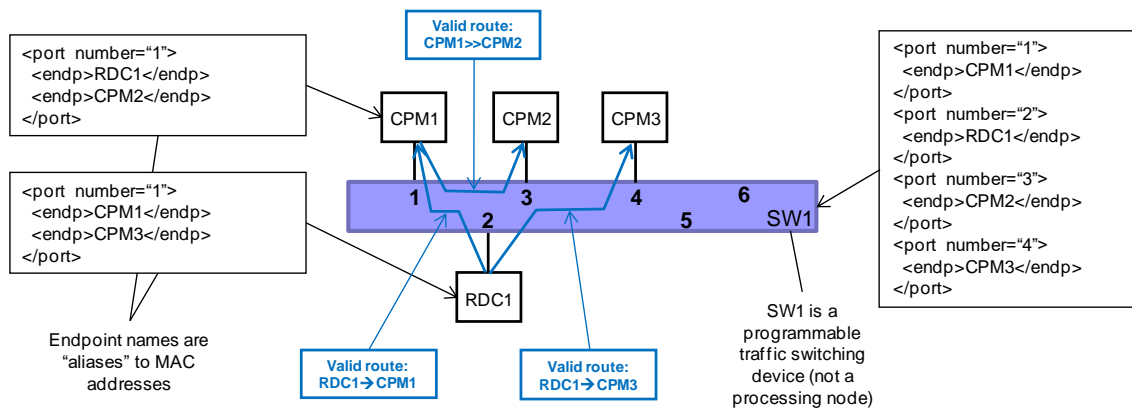 <port number=“1”>
<endp>RDC1</endp>
<endp>CPM2</endp>
</port>
<port number=“1”>
<endp>CPM1</endp>
<endp>CPM3</endp>
</port>
Endpoint names are
“aliases” to MAC
addresses
Valid route:
CPM1>>CPM2
CPM1
CPM2
CPM3
1
3
4
6
2
5
SW1
RDC1
Valid route:
RDC1→CPM1
Valid route:
RDC1→CPM3
<port number=“1”>
<endp>CPM1</endp>
</port>
<port number=“2”>
<endp>RDC1</endp>
</port>
<port number=“3”>
<endp>CPM2</endp>
</port>
<port number=“4”>
<endp>CPM3</endp>
</port>
SW1 is a
programmable
traffic switching
device (not a
processing node)